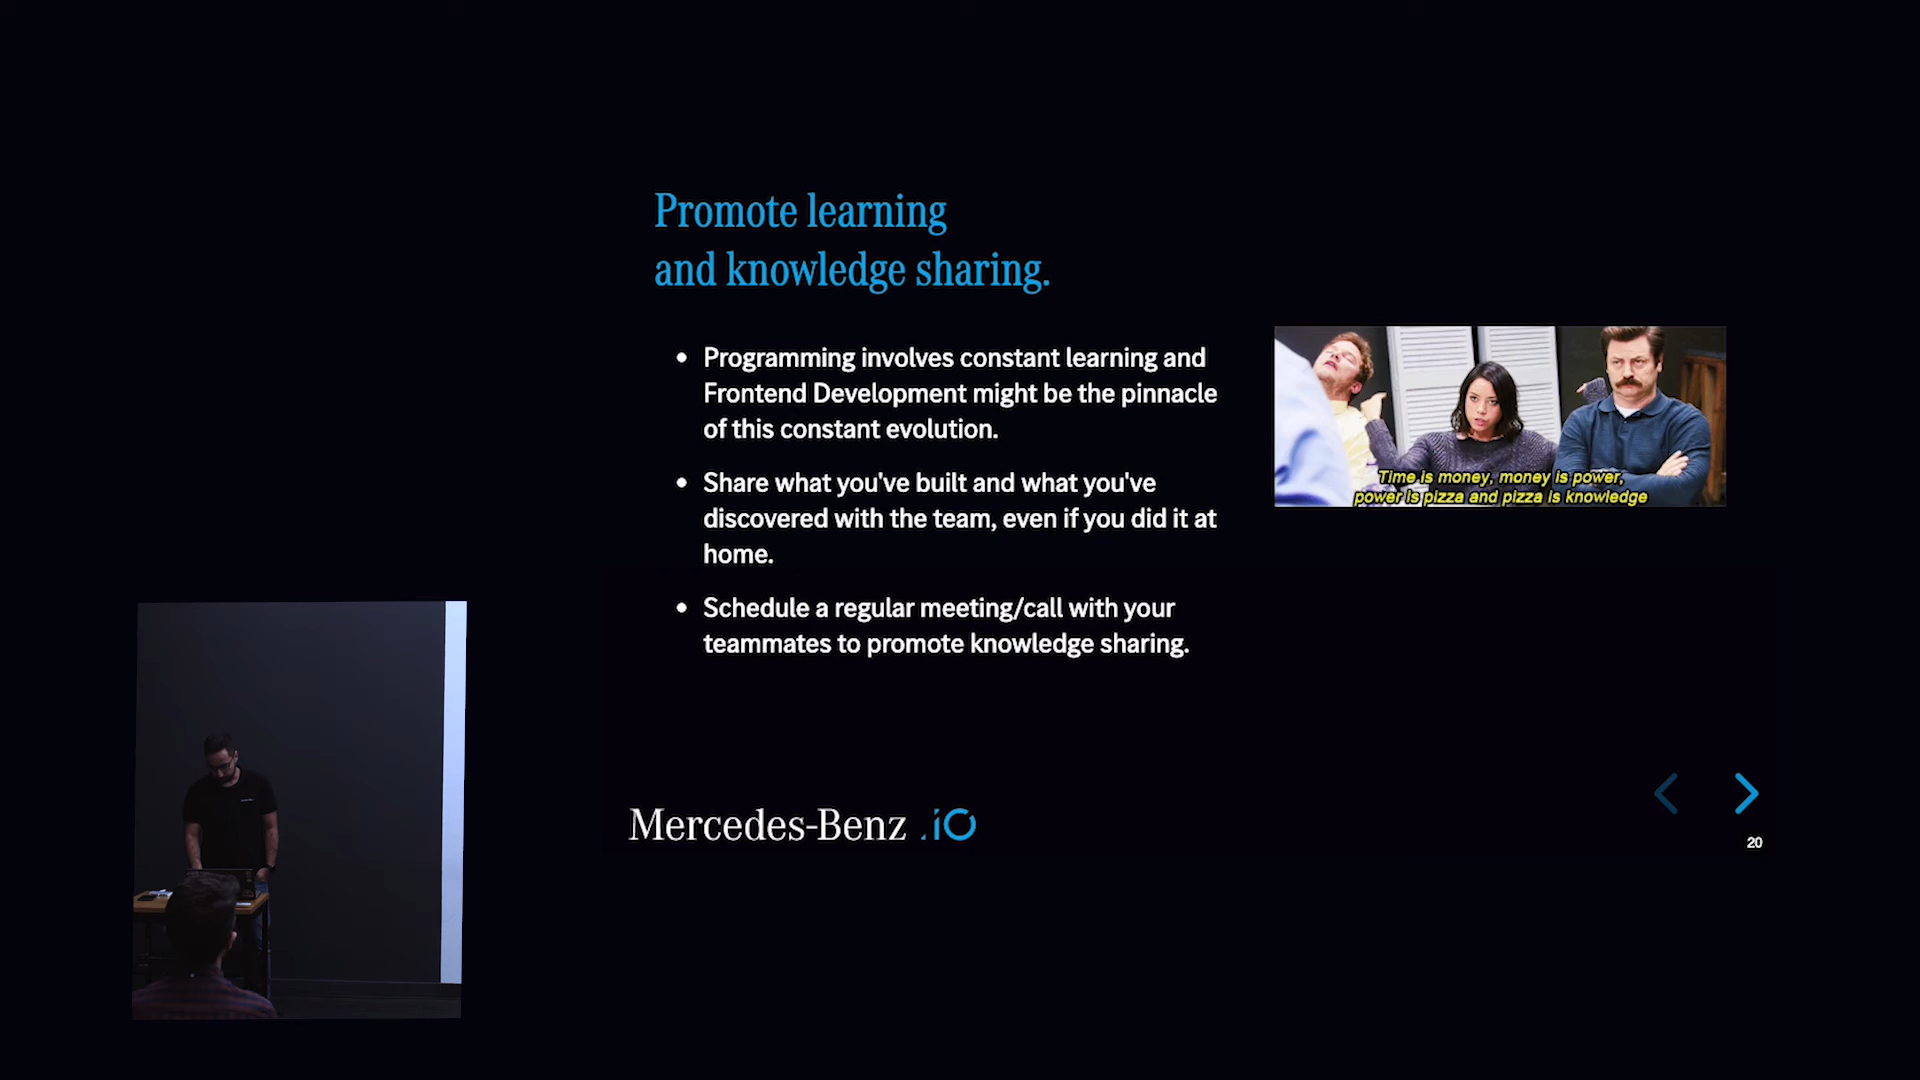 Promote learning
and knowledge sharing.
• Programming involves constant learning and
Frontend Development might be the pinnacle
of this constant evolution.
• Share what you've built and what you've
discovered with the team, even if you did it at
home.
• Schedule a regular meeting/call with your
teammates to promote knowledge sharing.
Time is money, money is power,
power is pizza and pizza is knowledge
Mercedes-Benz .io
20